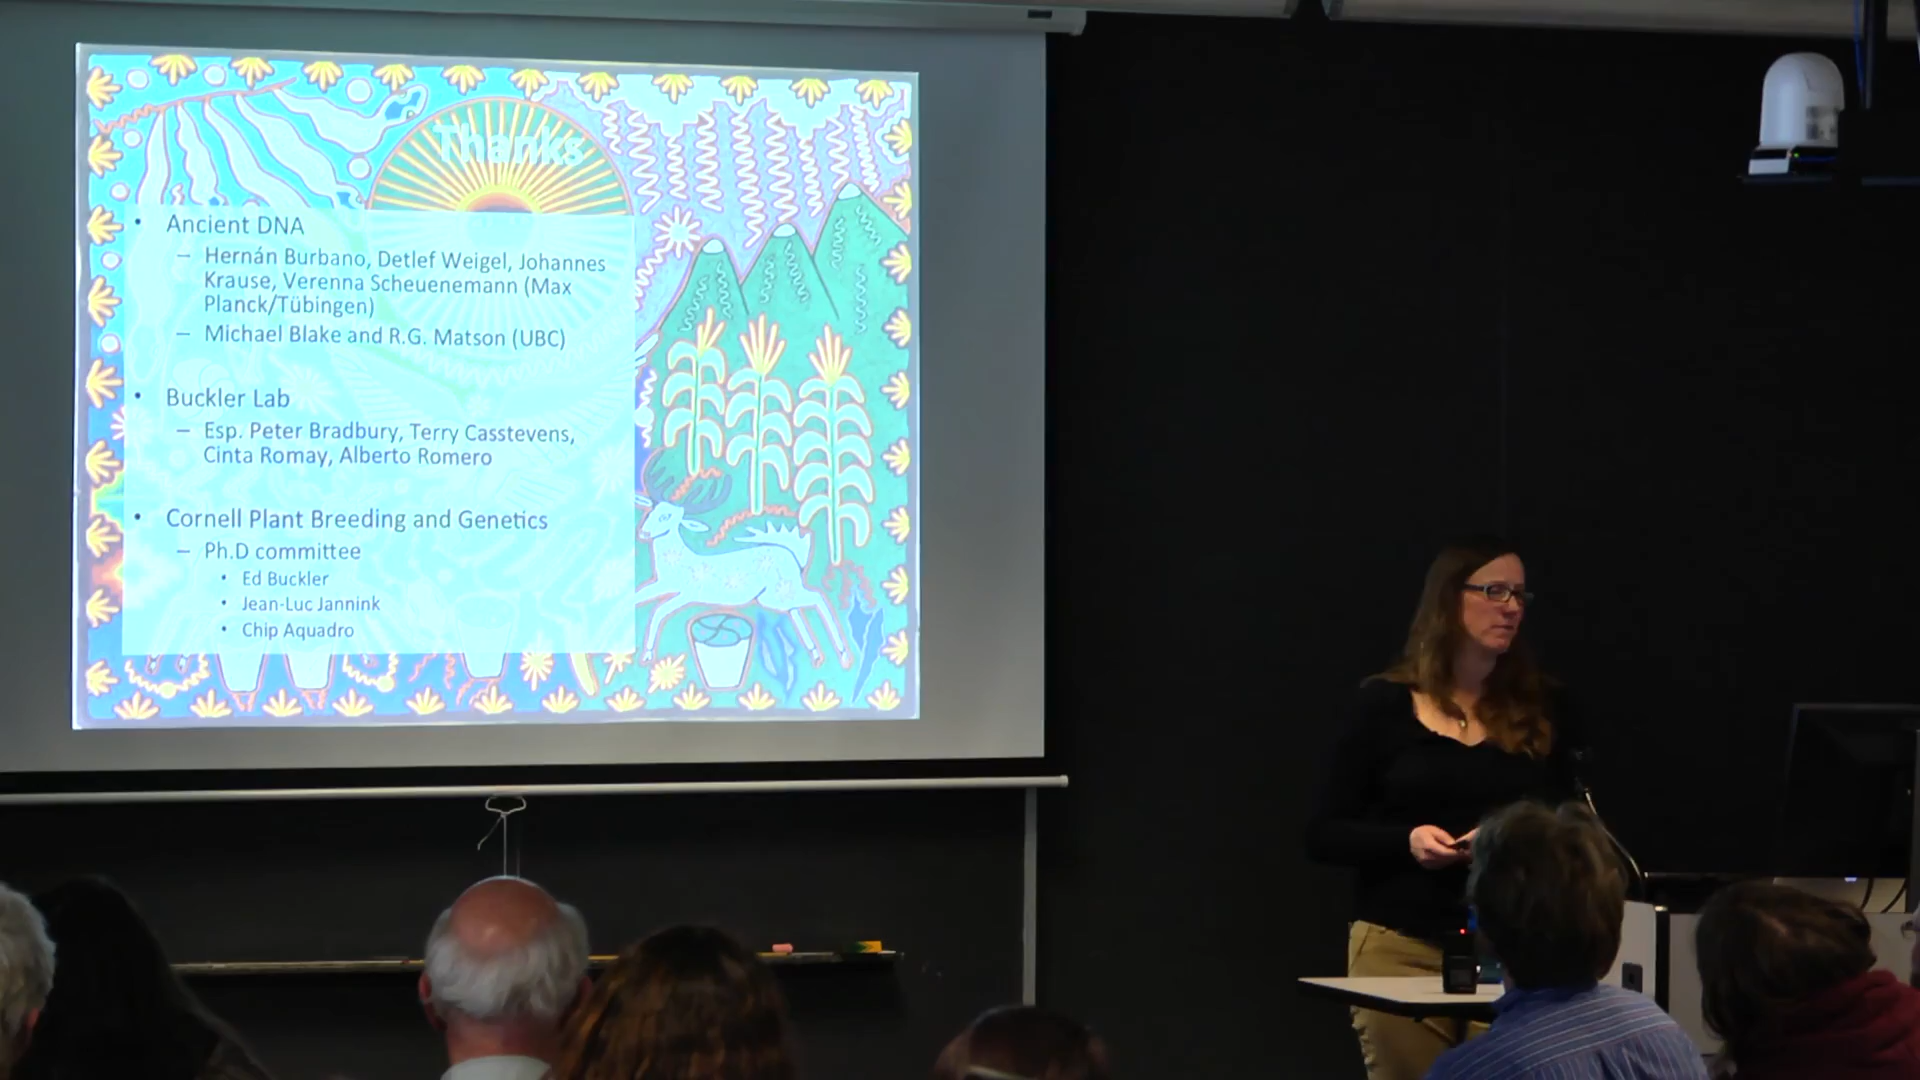 Thanks
• Ancient DNA
– Hernán Burbano, Detlef Weigel, Johannes
Krause, Verenna Scheuenemann (Max
Planck/Tübingen)
– Michael Blake and R.G. Matson (UBC)
• Buckler Lab
– Esp. Peter Bradbury, Terry Casstevens,
Cinta Romay, Alberto Romero
• Cornell Plant Breeding and Genetics
– Ph.D committee
• Ed Buckler
• Jean-Luc Jannink
• Chip Aquadro